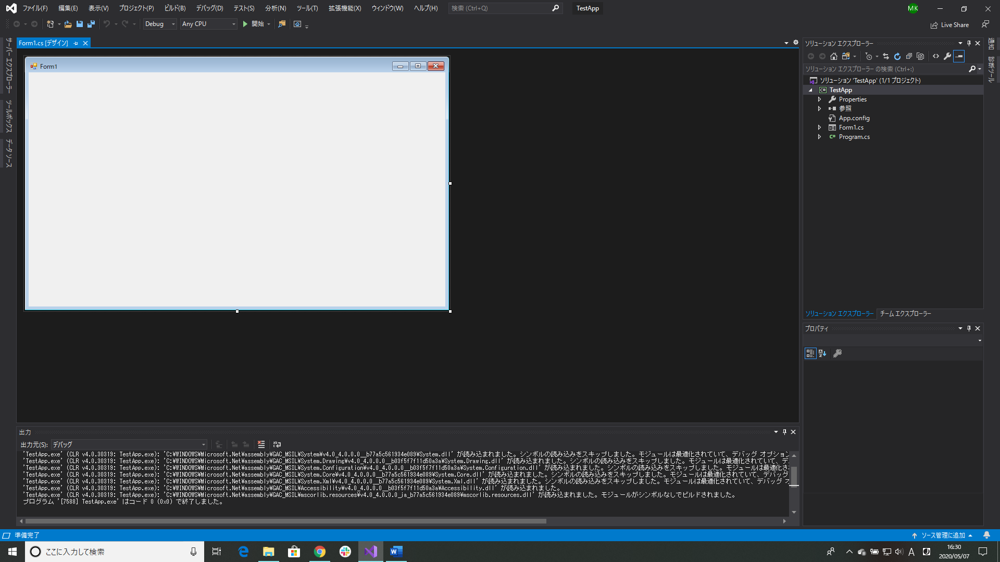 ファイル(F) 編集(E) 表示(V) プロジェクト(P) ビルド(B) デバッグ(D) テスト(S) 分析(N) ツール(T) 拡張機能(X) ウィンドウ(W) ヘルプ(H) 検索 (Ctrl+Q) TestApp MK
Debug Any CPU 開始 Live Share
サーバー エクスプローラー
ツールボックス
データ ソース
Form1.cs [デザイン]
Form1
ソリューション エクスプローラー
ソリューション エクスプローラー の検索 (Ctrl+:)
ソリューション 'TestApp' (1/1 プロジェクト)
C# TestApp
Properties
参照
App.config
Form1.cs
C# Program.cs
ソリューション エクスプローラー チーム エクスプローラー
プロパティ
通知
診断ツール
出力
出力元(S): デバッグ
'TestApp.exe' (CLR v4.0.30319: TestApp.exe): 'C:¥WINDOWS¥Microsoft.Net¥assembly¥GAC_MSIL¥System¥v4.0_4.0.0.0__b77a5c561934e089¥System.dll' が読み込まれました。シンボルの読み込みをスキップしました。モジュールは最適化されていて、デバッグ オプション
'TestApp.exe' (CLR v4.0.30319: TestApp.exe): 'C:¥WINDOWS¥Microsoft.Net¥assembly¥GAC_MSIL¥System.Drawing¥v4.0_4.0.0.0__b03f5f7f11d50a3a¥System.Drawing.dll' が読み込まれました。シンボルの読み込みをスキップしました。モジュールは最適化されていて、デ
'TestApp.exe' (CLR v4.0.30319: TestApp.exe): 'C:¥WINDOWS¥Microsoft.Net¥assembly¥GAC_MSIL¥System.Configuration¥v4.0_4.0.0.0__b03f5f7f11d50a3a¥System.Configuration.dll' が読み込まれました。シンボルの読み込みをスキップしました。モジュールは最適化さ
'TestApp.exe' (CLR v4.0.30319: TestApp.exe): 'C:¥WINDOWS¥Microsoft.Net¥assembly¥GAC_MSIL¥System.Core¥v4.0_4.0.0.0__b77a5c561934e089¥System.Core.dll' が読み込まれました。シンボルの読み込みをスキップしました。モジュールは最適化されていて、デバッグ
'TestApp.exe' (CLR v4.0.30319: TestApp.exe): 'C:¥WINDOWS¥Microsoft.Net¥assembly¥GAC_MSIL¥System.Xml¥v4.0_4.0.0.0__b77a5c561934e089¥System.Xml.dll' が読み込まれました。シンボルの読み込みをスキップしました。モジュールは最適化されていて、デバッグ オ
'TestApp.exe' (CLR v4.0.30319: TestApp.exe): 'C:¥WINDOWS¥Microsoft.Net¥assembly¥GAC_MSIL¥Accessibility¥v4.0_4.0.0.0__b03f5f7f11d50a3a¥Accessibility.dll' が読み込まれました。
'TestApp.exe' (CLR v4.0.30319: TestApp.exe): 'C:¥WINDOWS¥Microsoft.Net¥assembly¥GAC_MSIL¥mscorlib.resources¥v4.0_4.0.0.0_ja_b77a5c561934e089¥mscorlib.resources.dll' が読み込まれました。モジュールがシンボルなしでビルドされました。
プログラム '[7588] TestApp.exe' はコード 0 (0x0) で終了しました。
準備完了 ソース管理に追加
ここに入力して検索 A J 16:30
2020/05/07